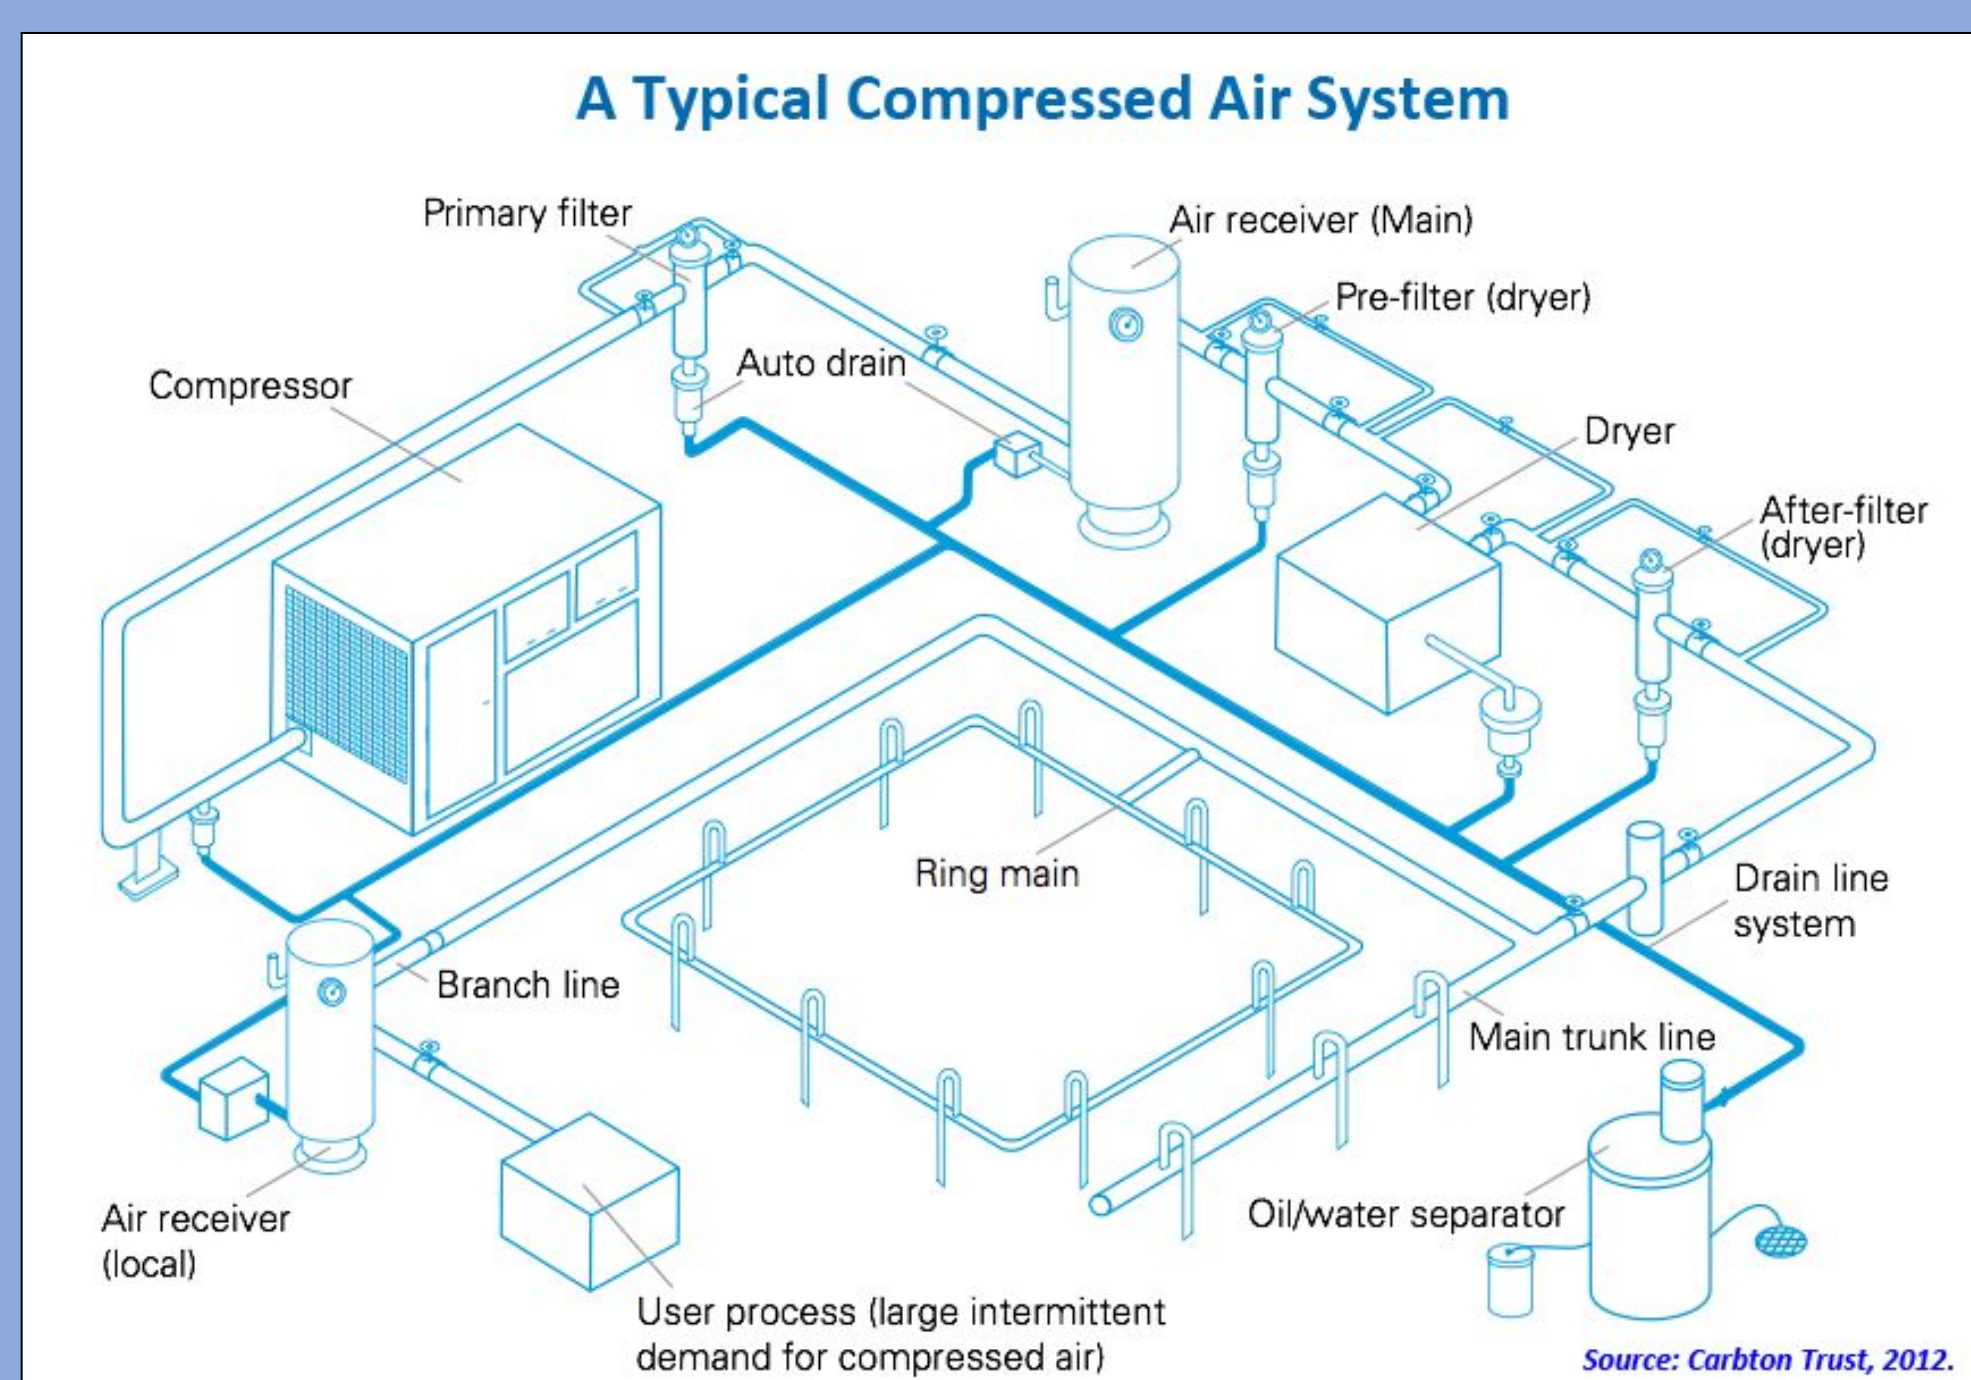 A Typical Compressed Air System
Primary filter
Air receiver (Main)
Pre-filter (dryer)
Auto drain
Compressor
Dryer
After-filter
(dryer)
Ring main
Drain line
system
Branch line
Main trunk line
Air receiver
(local)
Oil/water separator
User process (large intermittent
demand for compressed air)
Source: Carbton Trust, 2012.